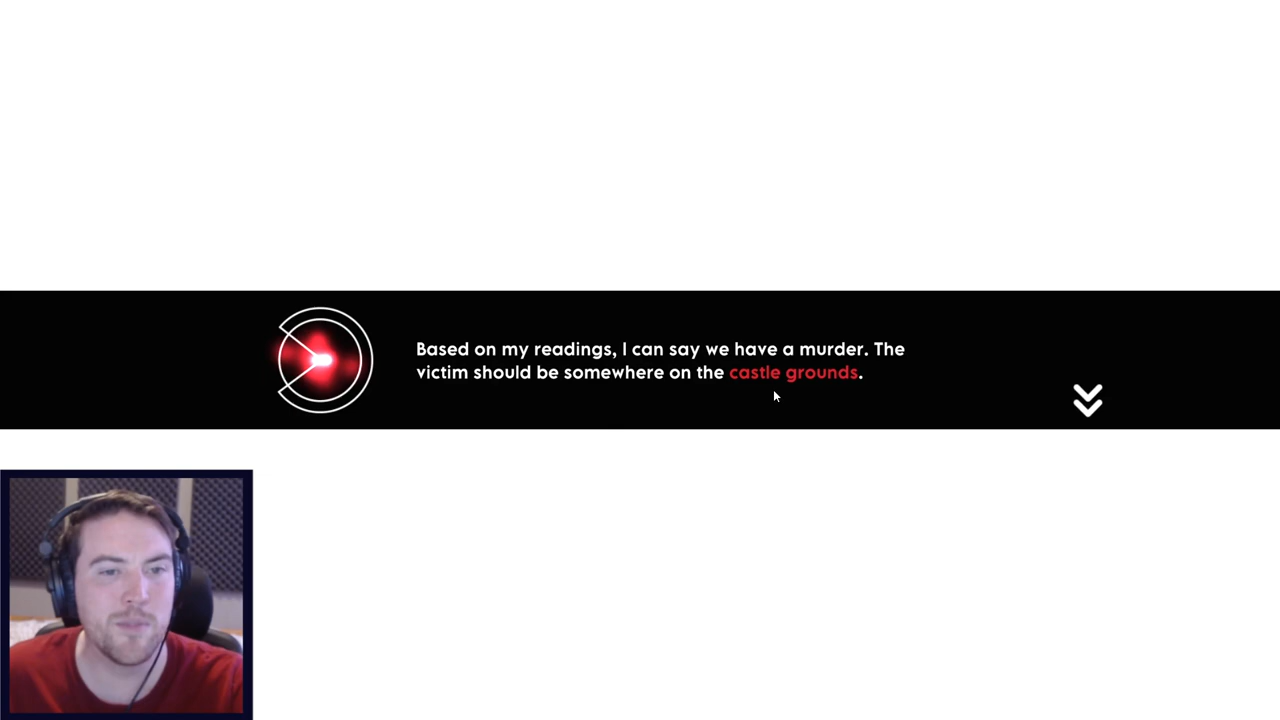 Based on my readings, I can say we have a murder. The
victim should be somewhere on the castle grounds.